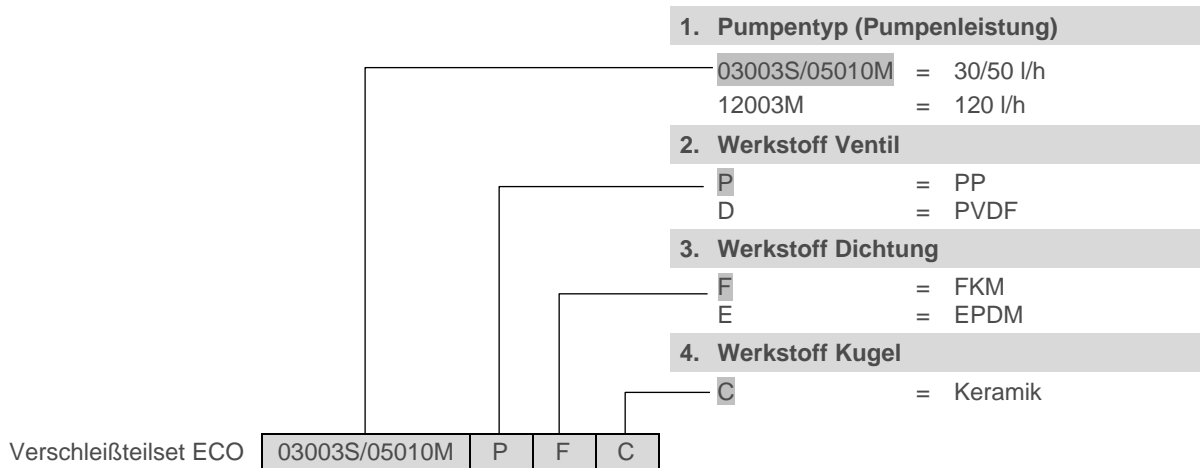 1. Pumpentyp (Pumpenleistung)
03003S/05010M = 30/50 l/h
12003M = 120 l/h
2. Werkstoff Ventil
P = PP
D = PVDF
3. Werkstoff Dichtung
F = FKM
E = EPDM
4. Werkstoff Kugel
C = Keramik
Verschleißteilset ECO 03003S/05010M P F C